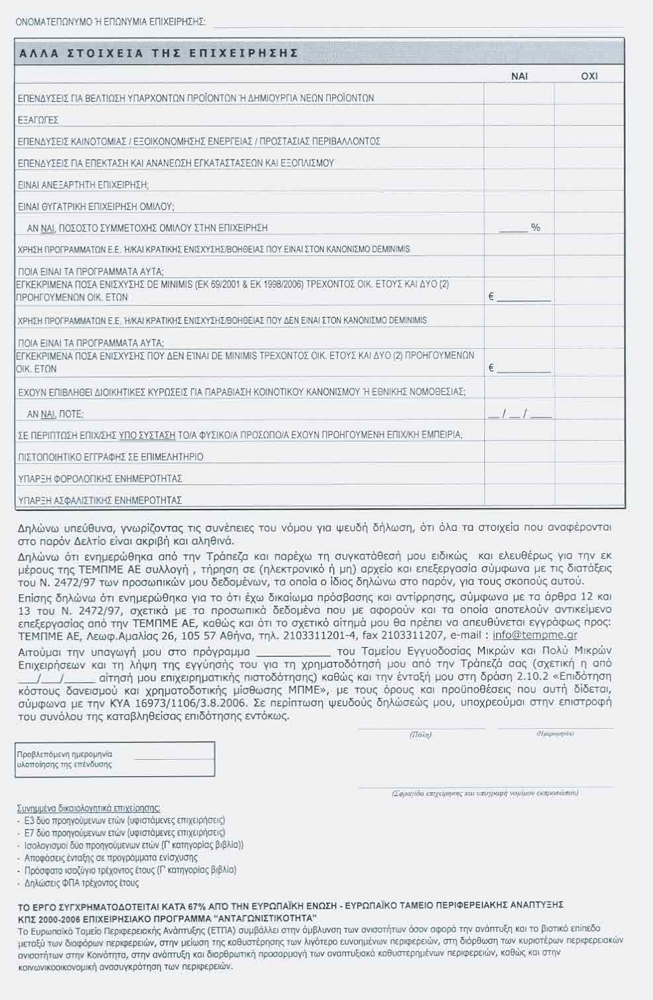 ΟΝΟΜΑΤΕΠΩΝΥΜΟ Ή ΕΠΩΝΥΜΙΑ ΕΠΙΧΕΙΡΗΣΗΣ: ____________
ΑΛΛΑ ΣΤΟΙΧΕΙΑ ΤΗΣ ΕΠΙΧΕΙΡΗΣΗΣ
ΝΑΙ ΟΧΙ
ΕΠΕΝΔΥΣΕΙΣ ΓΙΑ ΒΕΛΤΙΩΣΗ ΥΠΑΡΧΟΝΤΩΝ ΠΡΟΪΟΝΤΩΝ Ή ΔΗΜΙΟΥΡΓΙΑ ΝΕΩΝ ΠΡΟΪΟΝΤΩΝ
ΕΞΑΓΩΓΕΣ
ΕΠΕΝΔΥΣΕΙΣ ΚΑΙΝΟΤΟΜΙΑΣ / ΕΞΟΙΚΟΝΟΜΗΣΗΣ ΕΝΕΡΓΕΙΑΣ / ΠΡΟΣΤΑΣΙΑΣ ΠΕΡΙΒΑΛΛΟΝΤΟΣ
ΕΠΕΝΔΥΣΕΙΣ ΓΙΑ ΕΠΕΚΤΑΣΗ ΚΑΙ ΑΝΑΝΕΩΣΗ ΕΓΚΑΤΑΣΤΑΣΕΩΝ ΚΑΙ ΕΞΟΠΛΙΣΜΟΥ
ΕΙΝΑΙ ΑΝΕΞΑΡΤΗΤΗ ΕΠΙΧΕΙΡΗΣΗ;
ΕΙΝΑΙ ΘΥΓΑΤΡΙΚΗ ΕΠΙΧΕΙΡΗΣΗ ΟΜΙΛΟΥ;
ΑΝ ΝΑΙ, ΠΟΣΟΣΤΟ ΣΥΜΜΕΤΟΧΗΣ ΟΜΙΛΟΥ ΣΤΗΝ ΕΠΙΧΕΙΡΗΣΗ _____ %
ΧΡΗΣΗ ΠΡΟΓΡΑΜΜΑΤΩΝ Ε.Ε. Ή/ΚΑΙ ΚΡΑΤΙΚΗΣ ΕΝΙΣΧΥΣΗΣ/ΒΟΗΘΕΙΑΣ ΠΟΥ ΕΙΝΑΙ ΣΤΟΝ ΚΑΝΟΝΙΣΜΟ DEMINIMIS
ΠΟΙΑ ΕΙΝΑΙ ΤΑ ΠΡΟΓΡΑΜΜΑΤΑ ΑΥΤΑ;
ΕΓΚΕΚΡΙΜΕΝΑ ΠΟΣΑ ΕΝΙΣΧΥΣΗΣ DE MINIMIS (ΕΚ 69/2001 & ΕΚ 1998/2006) ΤΡΕΧΟΝΤΟΣ ΟΙΚ. ΕΤΟΥΣ ΚΑΙ ΔΥΟ (2)
ΠΡΟΗΓΟΥΜΕΝΩΝ ΟΙΚ. ΕΤΩΝ € _________
ΧΡΗΣΗ ΠΡΟΓΡΑΜΜΑΤΩΝ Ε.Ε. Ή/ΚΑΙ ΚΡΑΤΙΚΗΣ ΕΝΙΣΧΥΣΗΣ/ΒΟΗΘΕΙΑΣ ΠΟΥ ΔΕΝ ΕΙΝΑΙ ΣΤΟΝ ΚΑΝΟΝΙΣΜΟ DEMINIMIS
ΠΟΙΑ ΕΙΝΑΙ ΤΑ ΠΡΟΓΡΑΜΜΑΤΑ ΑΥΤΑ;
ΕΓΚΕΚΡΙΜΕΝΑ ΠΟΣΑ ΕΝΙΣΧΥΣΗΣ ΠΟΥ ΔΕΝ ΕΊΝΑΙ DE MINIMIS ΤΡΕΧΟΝΤΟΣ ΟΙΚ. ΕΤΟΥΣ ΚΑΙ ΔΥΟ (2) ΠΡΟΗΓΟΥΜΕΝΩΝ
ΟΙΚ. ΕΤΩΝ € _________
ΕΧΟΥΝ ΕΠΙΒΛΗΘΕΙ ΔΙΟΙΚΗΤΙΚΕΣ ΚΥΡΩΣΕΙΣ ΓΙΑ ΠΑΡΑΒΙΑΣΗ ΚΟΙΝΟΤΙΚΟΥ ΚΑΝΟΝΙΣΜΟΥ Ή ΕΘΝΙΚΗΣ ΝΟΜΟΘΕΣΙΑΣ;
ΑΝ ΝΑΙ, ΠΟΤΕ; __ / __ / ____
ΣΕ ΠΕΡΙΠΤΩΣΗ ΕΠΙΧ/ΣΗΣ ΥΠΟ ΣΥΣΤΑΣΗ ΤΟ/Α ΦΥΣΙΚΟ/Α ΠΡΟΣΩΠΟ/Α ΕΧΟΥΝ ΠΡΟΗΓΟΥΜΕΝΗ ΕΠΙΧ/ΚΗ ΕΜΠΕΙΡΙΑ;
ΠΙΣΤΟΠΟΙΗΤΙΚΟ ΕΓΓΡΑΦΗΣ ΣΕ ΕΠΙΜΕΛΗΤΗΡΙΟ
ΥΠΑΡΞΗ ΦΟΡΟΛΟΓΙΚΗΣ ΕΝΗΜΕΡΟΤΗΤΑΣ
ΥΠΑΡΞΗ ΑΣΦΑΛΙΣΤΙΚΗΣ ΕΝΗΜΕΡΟΤΗΤΑΣ
Δηλώνω υπεύθυνα, γνωρίζοντας τις συνέπειες του νόμου για ψευδή δήλωση, ότι όλα τα στοιχεία που αναφέρονται
στο παρόν Δελτίο είναι ακριβή και αληθινά.
Δηλώνω ότι ενημερώθηκα από την Τράπεζα και παρέχω τη συγκατάθεσή μου ειδικώς και ελευθέρως για την εκ
μέρους της ΤΕΜΠΜΕ ΑΕ συλλογή , τήρηση σε (ηλεκτρονικό ή μη) αρχείο και επεξεργασία σύμφωνα με τις διατάξεις
του Ν. 2472/97 των προσωπικών μου δεδομένων, τα οποία ο ίδιος δηλώνω στο παρόν, για τους σκοπούς αυτού.
Επίσης δηλώνω ότι ενημερώθηκα για το ότι έχω δικαίωμα πρόσβασης και αντίρρησης, σύμφωνα με τα άρθρα 12 και
13 του Ν. 2472/97, σχετικά με τα προσωπικά δεδομένα που με αφορούν και τα οποία αποτελούν αντικείμενο
επεξεργασίας από την ΤΕΜΠΜΕ ΑΕ, καθώς και ότι το σχετικό αίτημά μου θα πρέπει να απευθύνεται εγγράφως προς:
ΤΕΜΠΜΕ ΑΕ, Λεωφ.Αμαλίας 26, 105 57 Αθήνα, τηλ. 2103311201-4, fax 2103311207, e-mail : info@tempme.gr
Αιτούμαι την υπαγωγή μου στο πρόγραμμα ____________ του Ταμείου Εγγυοδοσίας Μικρών και Πολύ Μικρών
Επιχειρήσεων και τη λήψη της εγγύησής του για τη χρηματοδότησή μου από την Τράπεζά σας (σχετική η από
___/___/_____ αίτησή μου επιχειρηματικής πιστοδότησης) καθώς και την ένταξή μου στη δράση 2.10.2 «Επιδότηση
κόστους δανεισμού και χρηματοδοτικής μίσθωσης ΜΠΜΕ», με τους όρους και προϋποθέσεις που αυτή δίδεται,
σύμφωνα με την ΚΥΑ 16973/1106/3.8.2006. Σε περίπτωση ψευδούς δηλώσεώς μου, υποχρεούμαι στην επιστροφή
του συνόλου της καταβληθείσας επιδότησης εντόκως.
(Πόλη) (Ημερομηνία)
Προβλεπόμενη ημερομηνία
υλοποίησης της επένδυσης
(Σφραγίδα επιχείρησης και υπογραφή νομίμου εκπροσώπου)
Συνημμένα δικαιολογητικά επιχείρησης:
- Ε3 δύο προηγούμενων ετών (υφιστάμενες επιχειρήσεις)
- Ε7 δύο προηγούμενων ετών (υφιστάμενες επιχειρήσεις)
- Ισολογισμοί δύο προηγούμενων ετών (Γ' κατηγορίας βιβλία))
- Αποφάσεις ένταξης σε προγράμματα ενίσχυσης
- Πρόσφατο ισοζύγιο τρέχοντος έτους (Γ' κατηγορίας βιβλία)
- Δηλώσεις ΦΠΑ τρέχοντος έτους
ΤΟ ΕΡΓΟ ΣΥΓΧΡΗΜΑΤΟΔΟΤΕΙΤΑΙ ΚΑΤΆ 67% ΑΠΌ ΤΗΝ ΕΥΡΩΠΑΪΚΗ ΕΝΩΣΗ - ΕΥΡΩΠΑΪΚΟ ΤΑΜΕΙΟ ΠΕΡΙΦΕΡΕΙΑΚΗΣ ΑΝΑΠΤΥΞΗΣ
ΚΠΣ 2000-2006 ΕΠΙΧΕΙΡΗΣΙΑΚΟ ΠΡΟΓΡΑΜΜΑ "ΑΝΤΑΓΩΝΙΣΤΙΚΟΤΗΤΑ"
Το Ευρωπαϊκό Ταμείο Περιφερειακής Ανάπτυξης (ΕΤΠΑ) συμβάλλει στην άμβλυνση των ανισοτήτων όσον αφορά την ανάπτυξη και το βιοτικό επίπεδο
μεταξύ των διαφόρων περιφερειών, στην μείωση της καθυστέρησης των λιγότερο ευνοημένων περιφερειών, στη διόρθωση των κυριοτέρων περιφερειακών
ανισοτήτων στην Κοινότητα, στην ανάπτυξη και διαρθρωτική προσαρμογή των αναπτυξιακά καθυστερημένων περιφερειών, καθώς και στην
κοινωνικοοικονομική ανασυγκρότηση των περιφερειών.